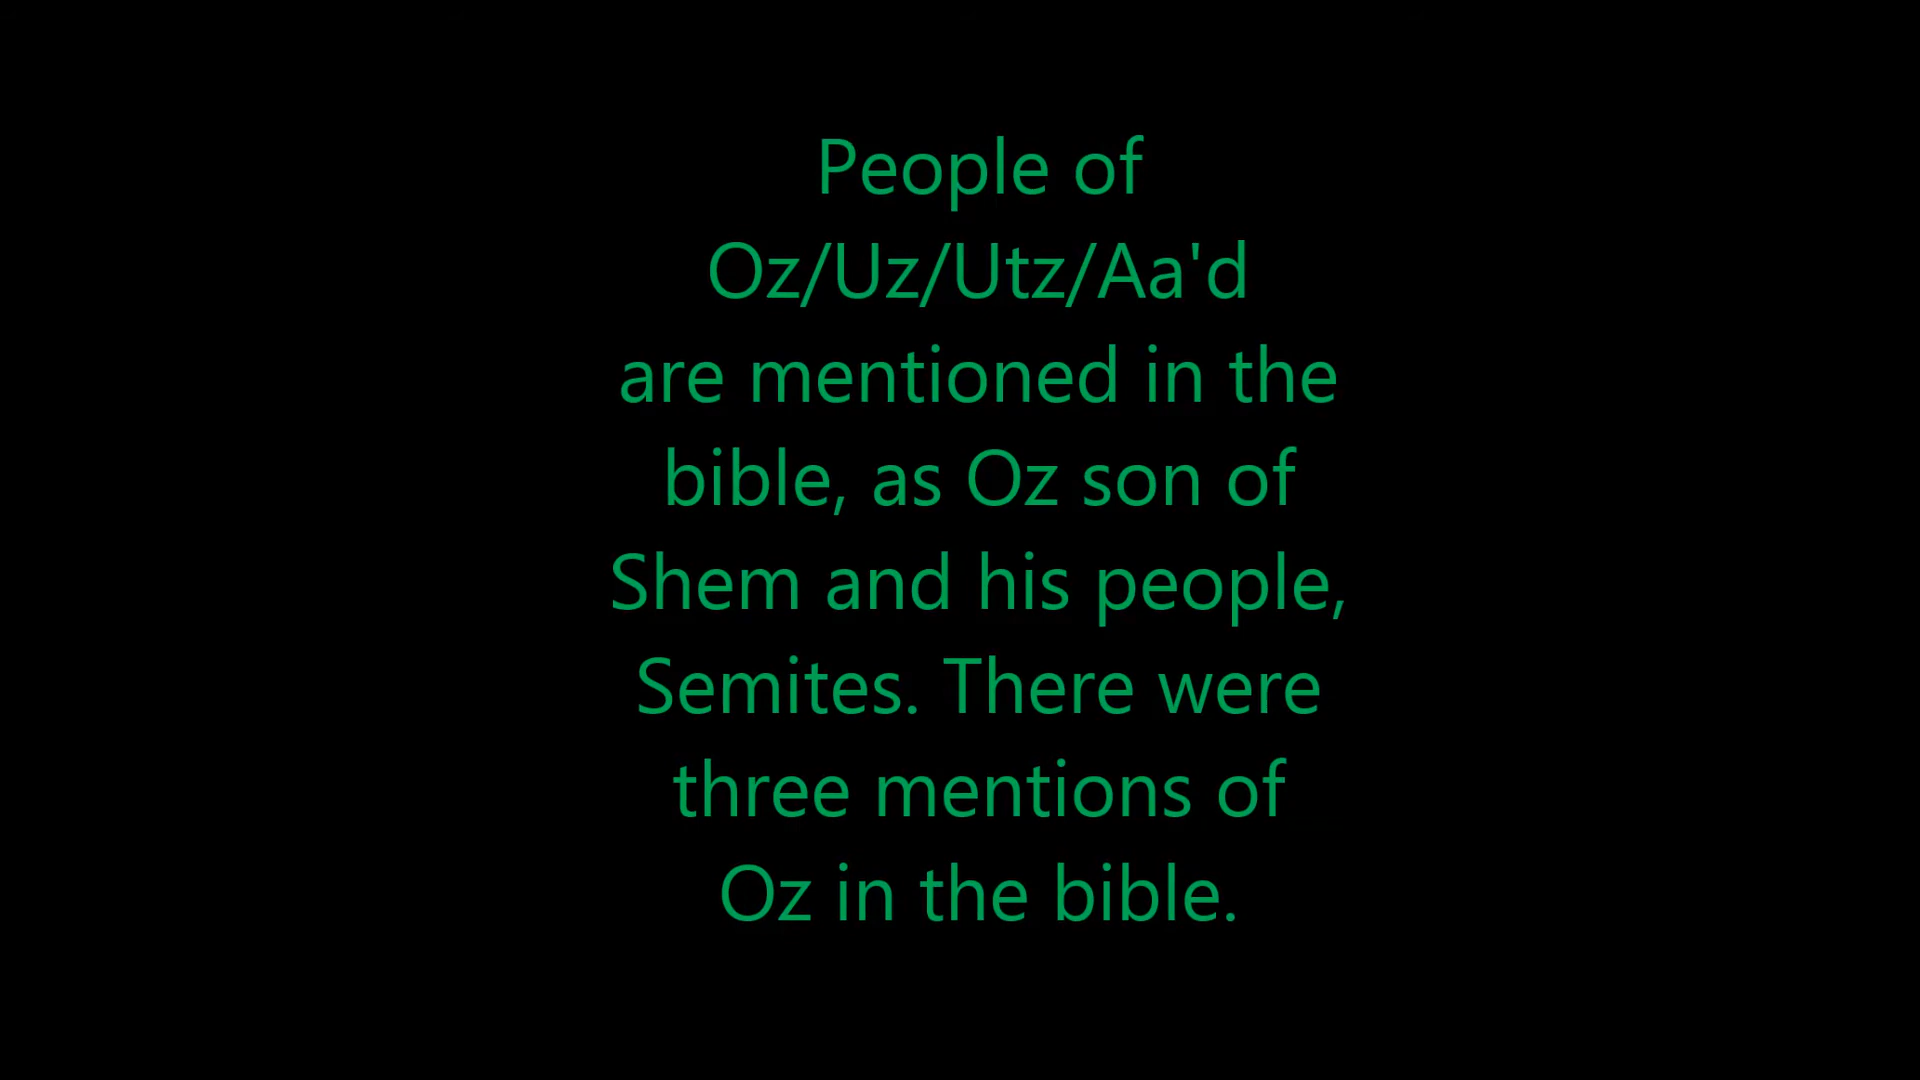 People of
Oz/Uz/Utz/Aa'd
are mentioned in the
bible, as Oz son of
Shem and his people,
Semites. There were
three mentions of
Oz in the bible.